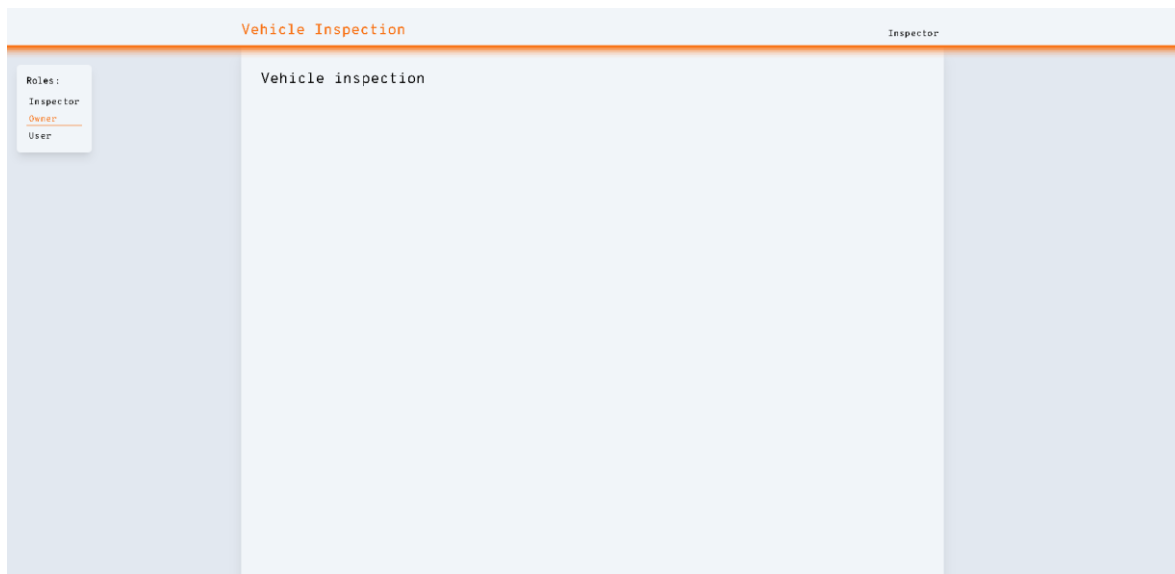 Vehicle Inspection
Inspector
Roles:
Inspector
Owner
User
Vehicle inspection